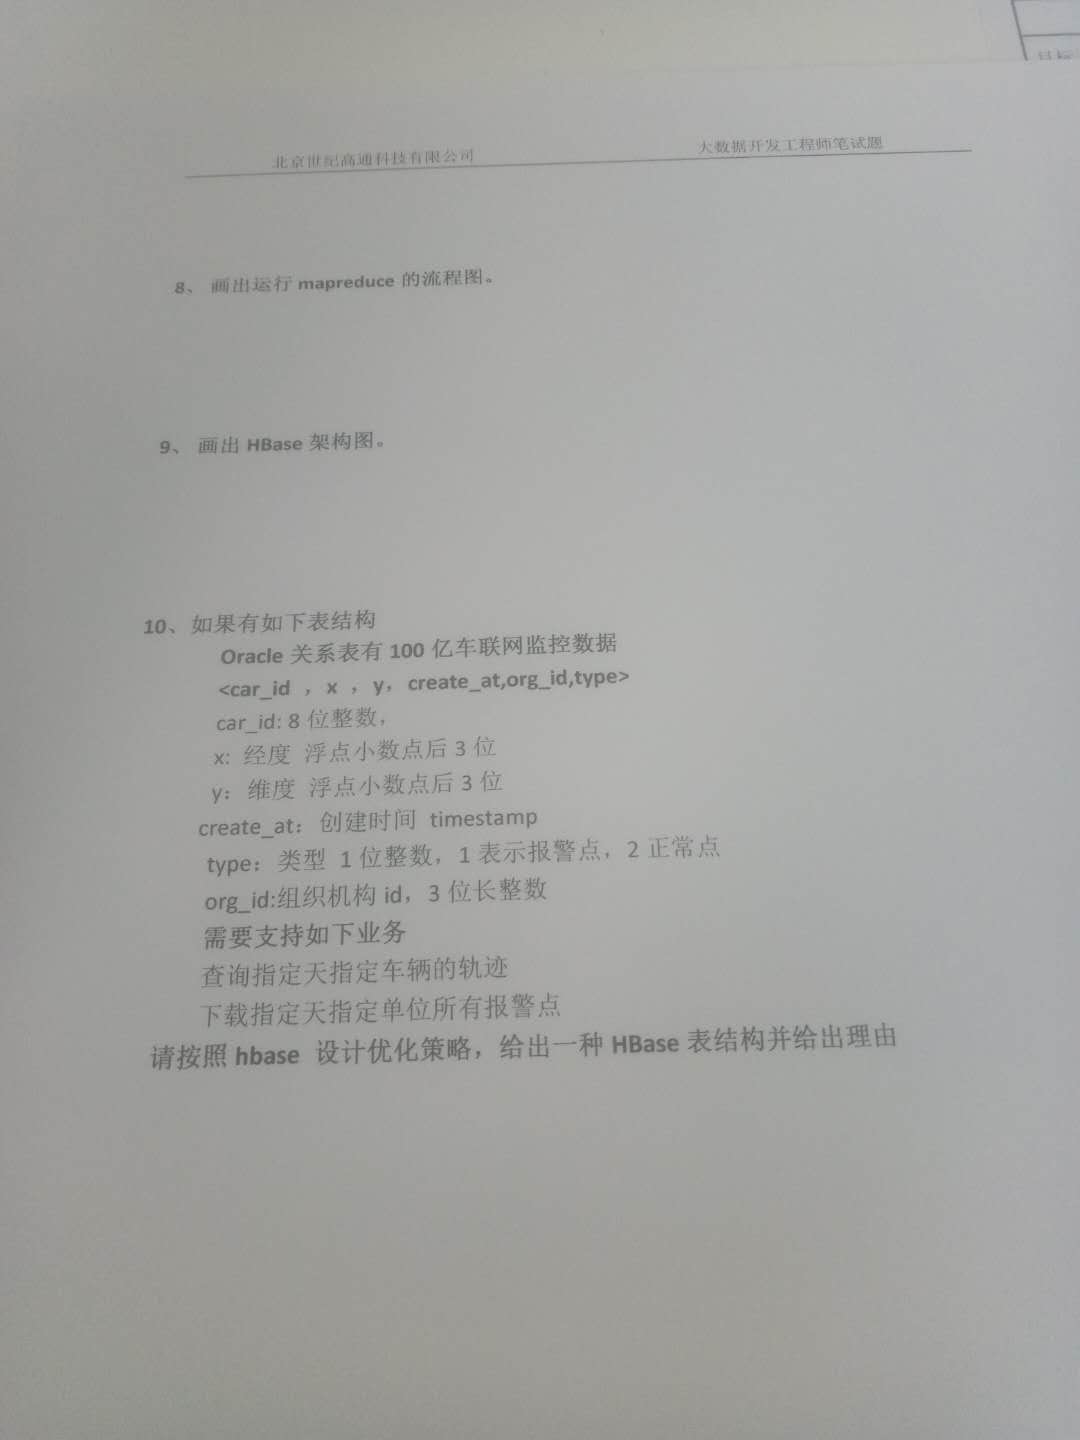 目标
北京世纪高通科技有限公司 大数据开发工程师笔试题
8、 画出运行 mapreduce 的流程图。
9、 画出 HBase 架构图。
10、如果有如下表结构
Oracle 关系表有 100 亿车联网监控数据
<car_id ，x ，y，create_at,org_id,type>
car_id: 8 位整数，
x: 经度 浮点小数点后 3 位
y：维度 浮点小数点后 3 位
create_at：创建时间 timestamp
type：类型 1 位整数，1 表示报警点，2 正常点
org_id:组织机构 id，3 位长整数
需要支持如下业务
查询指定天指定车辆的轨迹
下载指定天指定单位所有报警点
请按照 hbase 设计优化策略，给出一种 HBase 表结构并给出理由